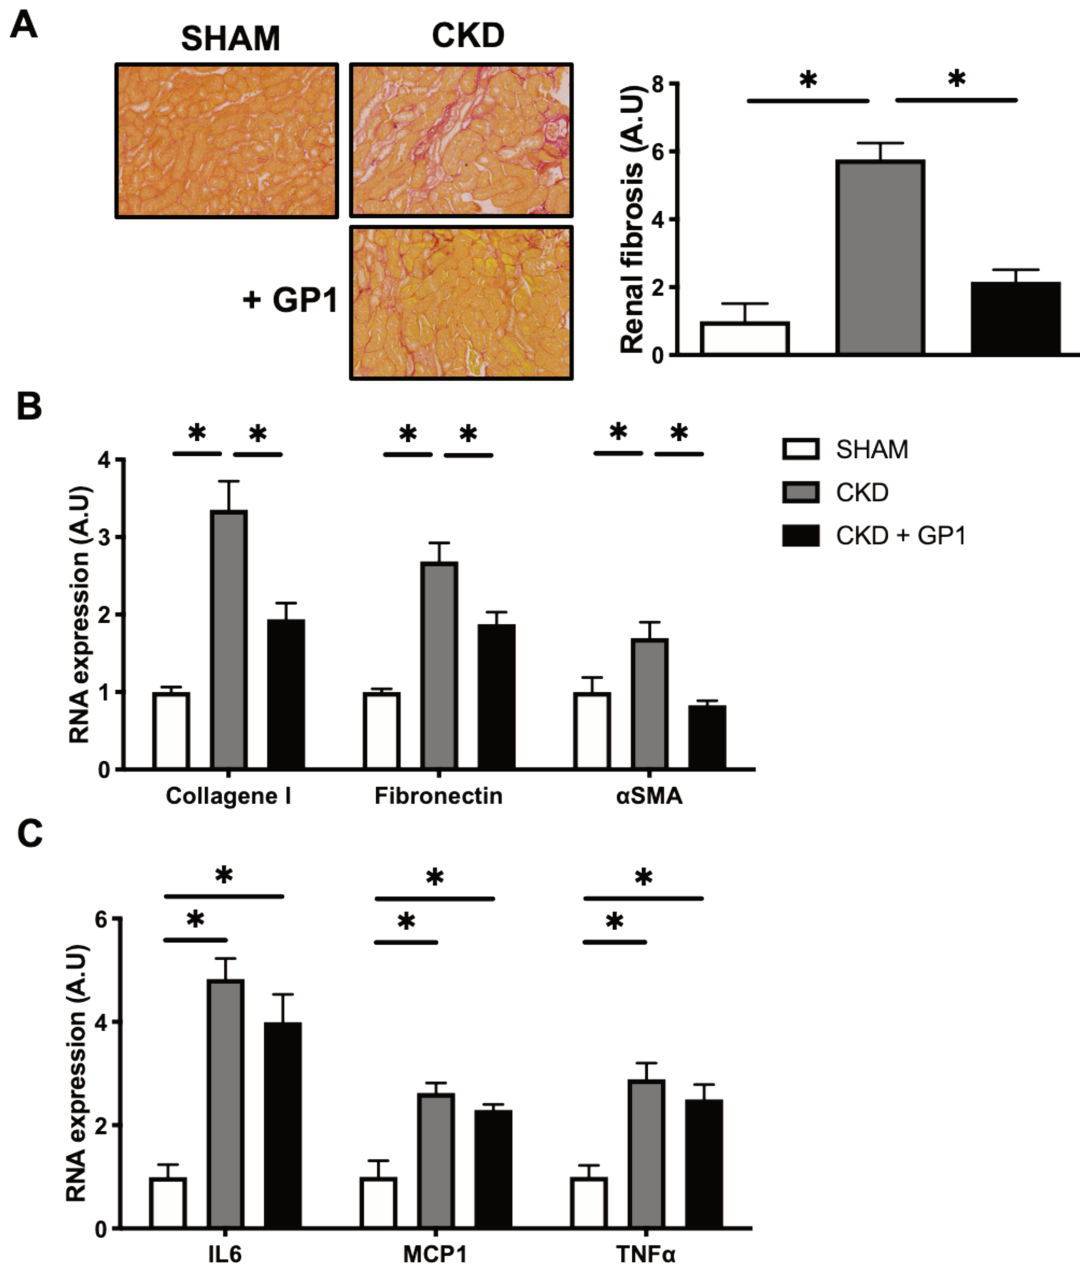 A
SHAM
CKD
+ GP1
Renal fibrosis (A.U)
8
6
4
2
0
*
*
B
RNA expression (A.U)
4
3
2
1
0
* * * * * *
Collagene I
Fibronectin
αSMA
SHAM
CKD
CKD + GP1
C
RNA expression (A.U)
6
4
2
0
* * *
* * *
IL6
MCP1
TNFα